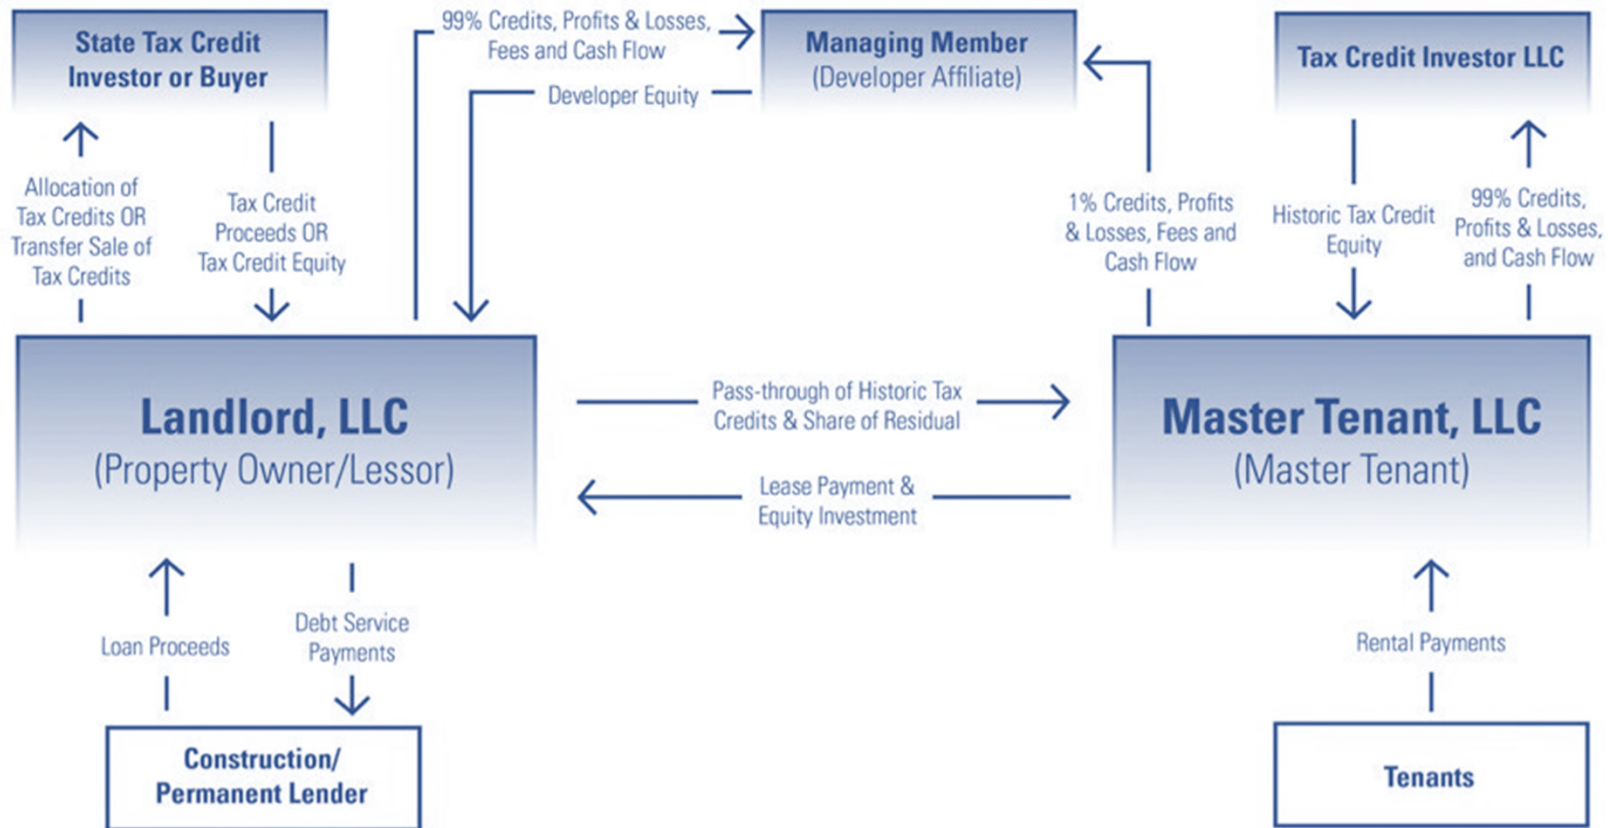 State Tax Credit
Investor or Buyer
99% Credits, Profits & Losses,
Fees and Cash Flow
Developer Equity
Managing Member
(Developer Affiliate)
Tax Credit Investor LLC
Allocation of
Tax Credits OR
Transfer Sale of
Tax Credits
Tax Credit
Proceeds OR
Tax Credit Equity
1% Credits, Profits
& Losses, Fees and
Cash Flow
Historic Tax Credit
Equity
99% Credits,
Profits & Losses,
and Cash Flow
Landlord, LLC
(Property Owner/Lessor)
Pass-through of Historic Tax
Credits & Share of Residual
Lease Payment &
Equity Investment
Master Tenant, LLC
(Master Tenant)
Loan Proceeds
Debt Service
Payments
Rental Payments
Construction/
Permanent Lender
Tenants